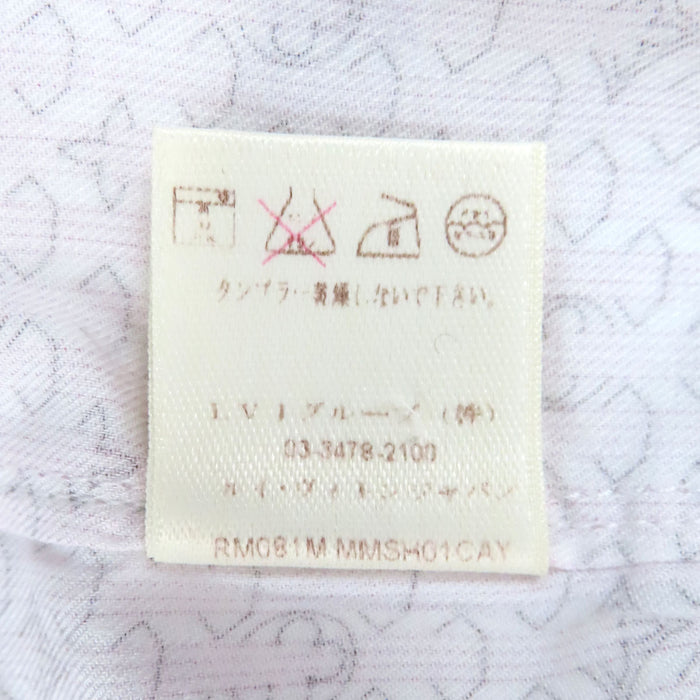 タンブラー乾燥しないで下さい。
LVJグループ(株)
03-3478-2100
ルイ・ヴィトンジャパン
RM081M MMSH01CAY